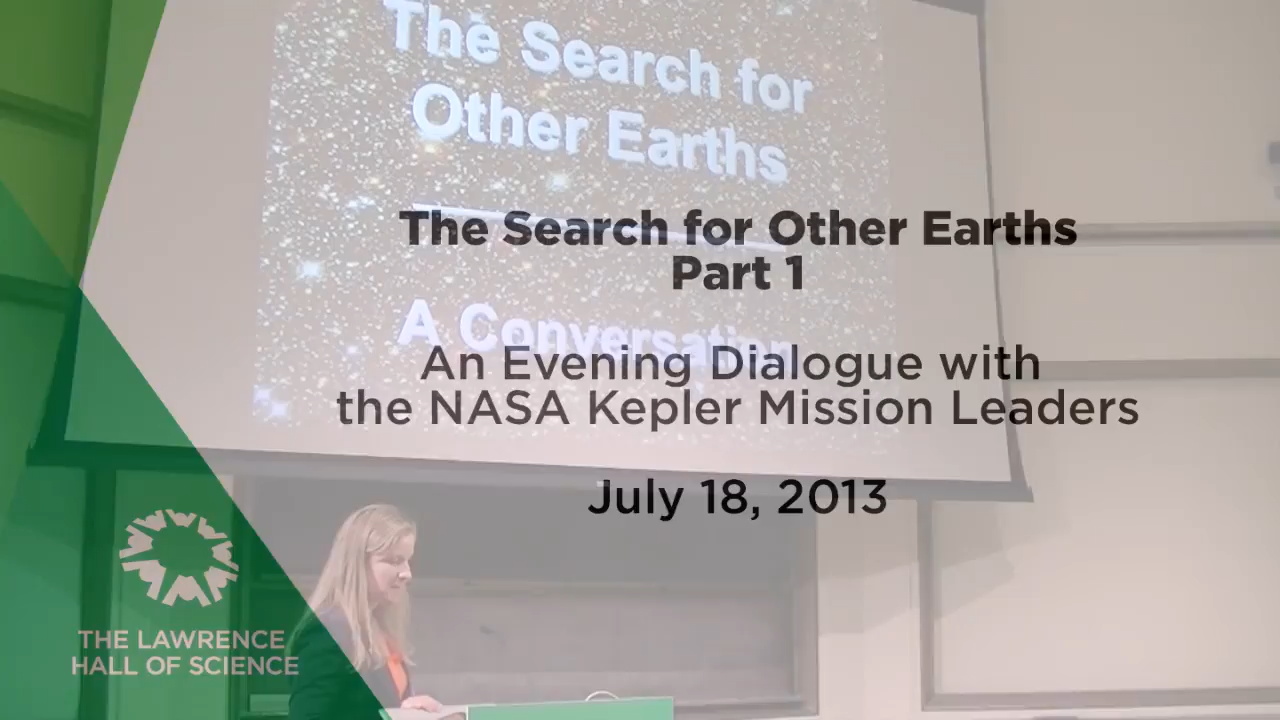 The Search for
Other Earths
A Conversation
The Search for Other Earths
Part 1
An Evening Dialogue with
the NASA Kepler Mission Leaders
July 18, 2013
THE LAWRENCE
HALL OF SCIENCE